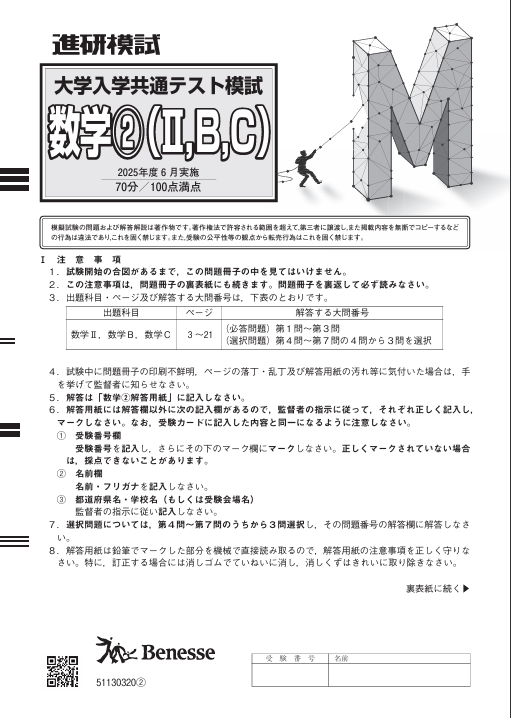 進研模試
大学入学共通テスト模試
数学②(Ⅱ,B,C)
2025年度6月実施
70分／100点満点
模擬試験の問題および解答解説は著作物です。著作権法で許容される範囲を超えて,第三者に譲渡し,また掲載内容を無断でコピーするなど
の行為は違法であり,これを固く禁じます。また,受験の公平性等の観点から転売行為はこれを固く禁じます。
Ⅰ 注意事項
1. 試験開始の合図があるまで，この問題冊子の中を見てはいけません。
2. この注意事項は，問題冊子の裏表紙にも続きます。問題冊子を裏返して必ず読みなさい。
3. 出題科目・ページ及び解答する大問番号は，下表のとおりです。
出題科目 ページ 解答する大問番号
数学Ⅱ，数学B，数学C 3～21 (必答問題) 第1問～第3問
(選択問題) 第4問～第7問の4問から3問を選択
4. 試験中に問題冊子の印刷不鮮明，ページの落丁・乱丁及び解答用紙の汚れ等に気付いた場合は，手
を挙げて監督者に知らせなさい。
5. 解答は「数学②解答用紙」に記入しなさい。
6. 解答用紙には解答欄以外に次の記入欄があるので，監督者の指示に従って，それぞれ正しく記入し，
マークしなさい。なお，受験カードに記入した内容と同一になるように注意しなさい。
① 受験番号欄
受験番号を記入し，さらにその下のマーク欄にマークしなさい。正しくマークされていない場合
は，採点できないことがあります。
② 名前欄
名前・フリガナを記入しなさい。
③ 都道府県名・学校名（もしくは受験会場名）
監督者の指示に従い記入しなさい。
7. 選択問題については，第4問～第7問のうちから3問選択し，その問題番号の解答欄に解答しなさ
い。
8. 解答用紙は鉛筆でマークした部分を機械で直接読み取るので，解答用紙の注意事項を正しく守りな
さい。特に，訂正する場合には消しゴムでていねいに消し，消しくずはきれいに取り除きなさい。
裏表紙に続く▶
Benesse
51130320②
受験番号 名前